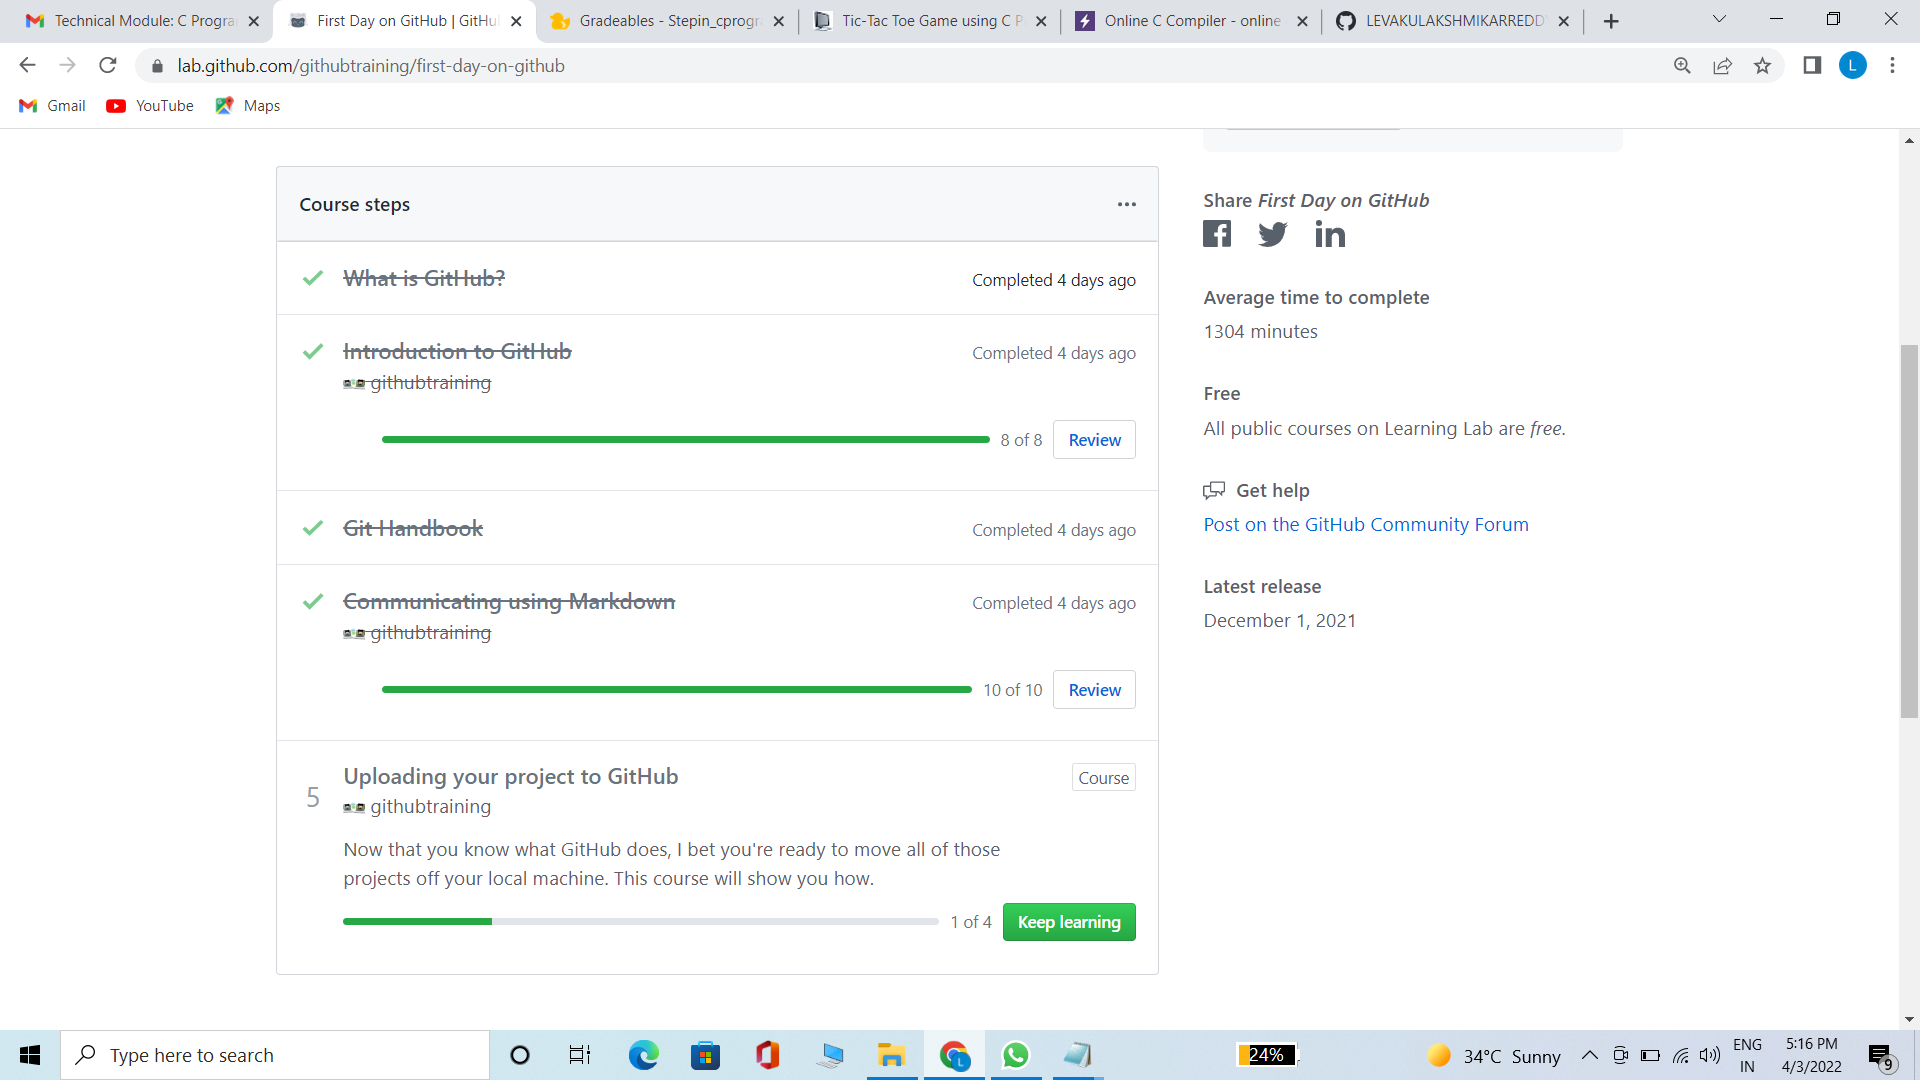 Technical Module: C Progra
First Day on GitHub | GitHu
Gradeables - Stepin_cprogr
Tic-Tac Toe Game using C P
Online C Compiler - online
LEVAKULAKSHMIKARREDD
lab.github.com/githubtraining/first-day-on-github
L
Gmail
YouTube
Maps
Course steps
What is GitHub?
Completed 4 days ago
Introduction to GitHub
Completed 4 days ago
githubtraining
8 of 8
Review
Git Handbook
Completed 4 days ago
Communicating using Markdown
Completed 4 days ago
githubtraining
10 of 10
Review
5
Uploading your project to GitHub
Course
githubtraining
Now that you know what GitHub does, I bet you're ready to move all of those
projects off your local machine. This course will show you how.
1 of 4
Keep learning
Share First Day on GitHub
Average time to complete
1304 minutes
Free
All public courses on Learning Lab are free.
Get help
Post on the GitHub Community Forum
Latest release
December 1, 2021
Type here to search
L
24%
34°C Sunny
ENG
IN
5:16 PM
4/3/2022
9